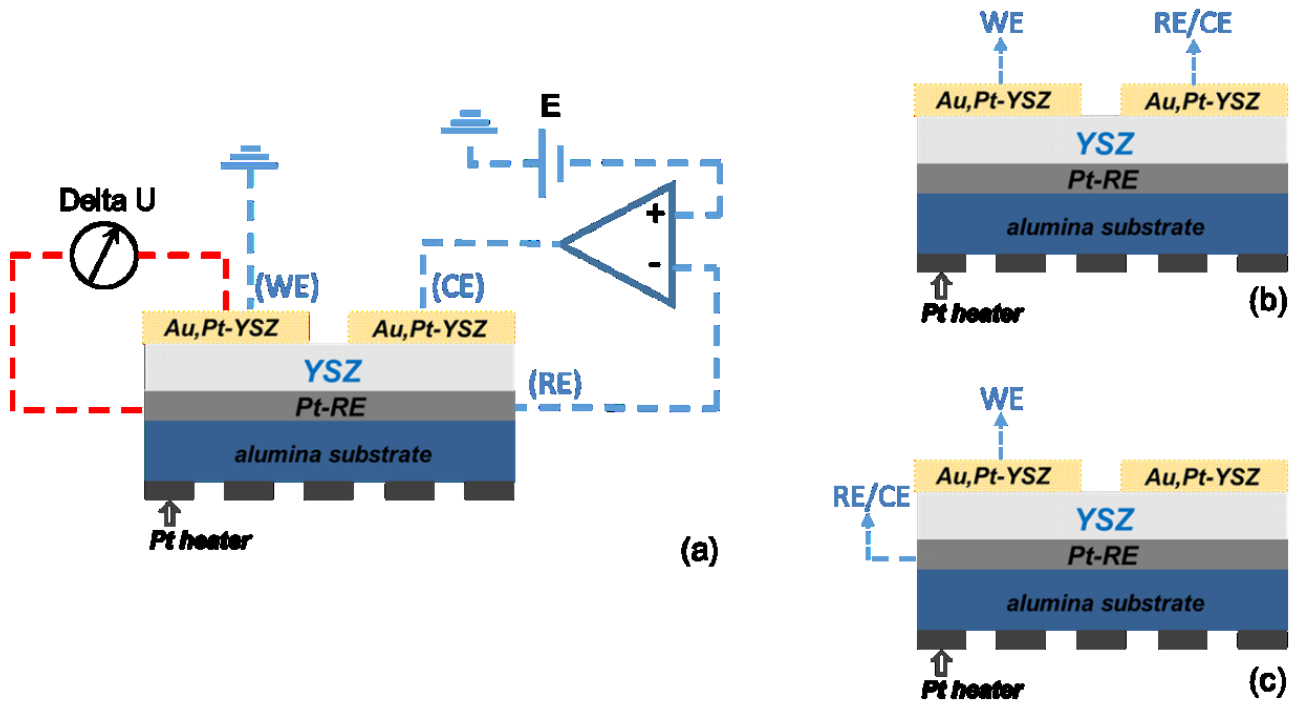 E
Delta U
+
-
(WE)
(CE)
Au,Pt-YSZ
Au,Pt-YSZ
YSZ
(RE)
Pt-RE
alumina substrate
Pt heater
(a)
WE
RE/CE
Au,Pt-YSZ
Au,Pt-YSZ
YSZ
Pt-RE
alumina substrate
Pt heater
(b)
WE
RE/CE
Au,Pt-YSZ
Au,Pt-YSZ
YSZ
Pt-RE
alumina substrate
Pt heater
(c)